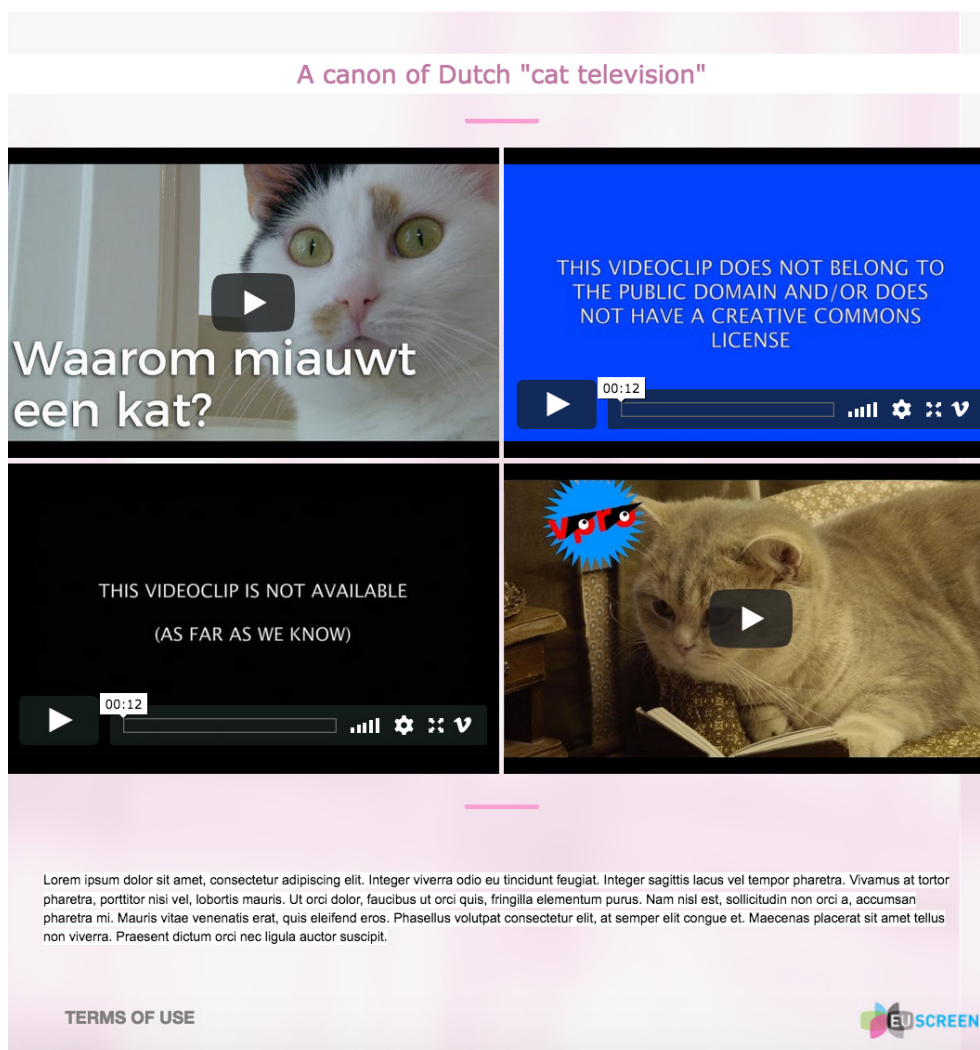 A canon of Dutch "cat television"
Waarom miauwt
een kat?
THIS VIDEOCLIP DOES NOT BELONG TO
THE PUBLIC DOMAIN AND/OR DOES
NOT HAVE A CREATIVE COMMONS
LICENSE
00:12
THIS VIDEOCLIP IS NOT AVAILABLE
(AS FAR AS WE KNOW)
00:12
vpro
Lorem ipsum dolor sit amet, consectetur adipiscing elit. Integer viverra odio eu tincidunt feugiat. Integer sagittis lacus vel tempor pharetra. Vivamus at tortor
pharetra, porttitor nisi vel, lobortis mauris. Ut orci dolor, faucibus ut orci quis, fringilla elementum purus. Nam nisl est, sollicitudin non orci a, accumsan
pharetra mi. Mauris vitae venenatis erat, quis eleifend eros. Phasellus volutpat consectetur elit, at semper elit congue et. Maecenas placerat sit amet tellus
non viverra. Praesent dictum orci nec ligula auctor suscipit.
TERMS OF USE
EUSCREEN